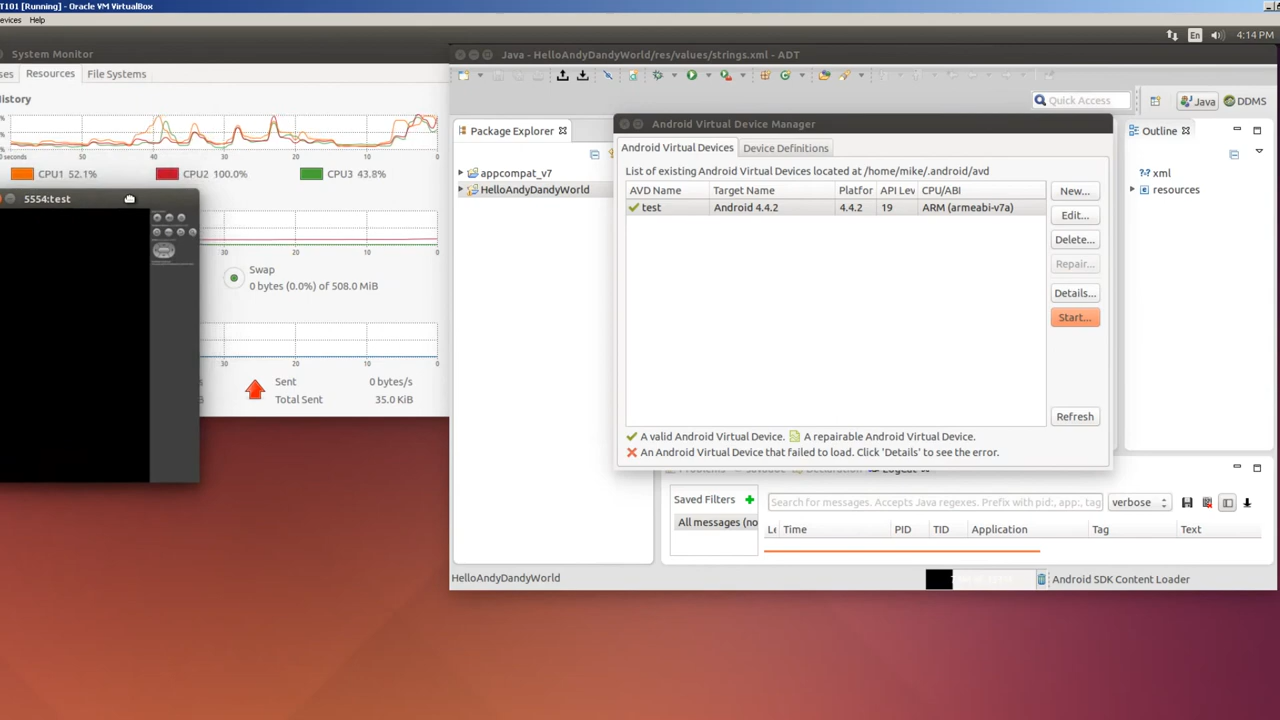 T101 [Running] - Oracle VM VirtualBox
evices Help
System Monitor
Java - HelloAndyDandyWorld/res/values/strings.xml - ADT
En
4:14 PM
ses Resources File Systems
History
Quick Access
Java
DDMS
0 seconds 50 40 30 20 10 0
CPU1 52.1% CPU2 100.0% CPU3 43.8%
5554:test
30 20 10 0
Swap
0 bytes (0.0%) of 508.0 MiB
30 20 10 0
Sent 0 bytes/s
Total Sent 35.0 KiB
Package Explorer
appcompat_v7
HelloAndyDandyWorld
Android Virtual Device Manager
Android Virtual Devices Device Definitions
List of existing Android Virtual Devices located at /home/mike/.android/avd
AVD Name Target Name Platfor API Lev CPU/ABI
test Android 4.4.2 4.4.2 19 ARM (armeabi-v7a)
New...
Edit...
Delete...
Repair...
Details...
Start...
Refresh
A valid Android Virtual Device. A repairable Android Virtual Device.
An Android Virtual Device that failed to load. Click 'Details' to see the error.
Outline
xml
resources
Saved Filters
All messages (no
Search for messages. Accepts Java regexes. Prefix with pid:, app:, tag
verbose
Le Time PID TID Application Tag Text
HelloAndyDandyWorld
Android SDK Content Loader